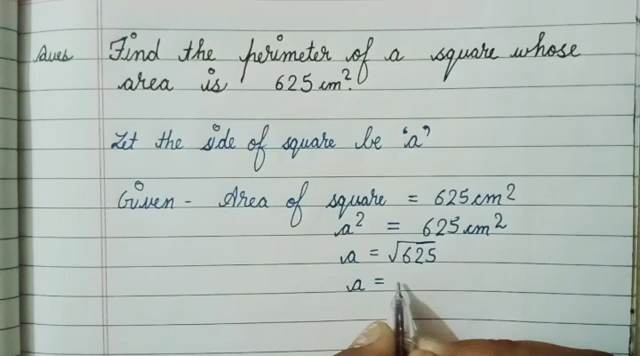 Ques Find the perimeter of a square whose
area is 625 cm².
Let the side of square be 'a'
Given - Area of square = 625 cm²
a² = 625 cm²
a = √625
a =